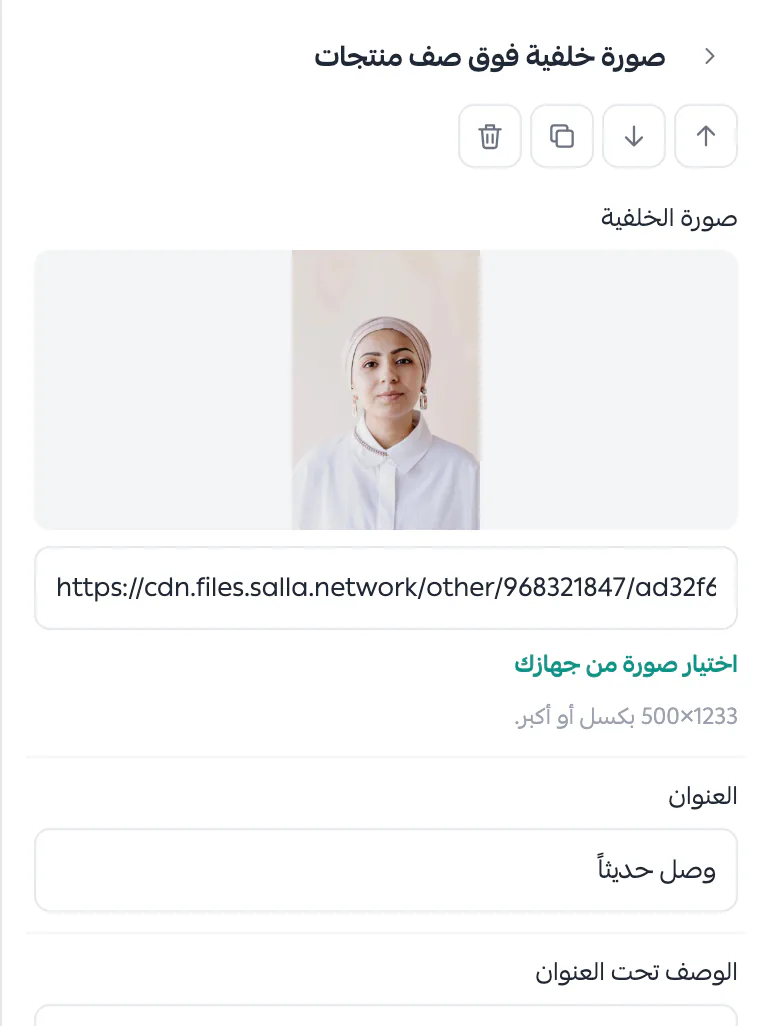 صورة خلفية فوق صف منتجات
صورة الخلفية
https://cdn.files.salla.network/other/968321847/ad32f6
اختيار صورة من جهازك
1233×500 بكسل أو أكبر.
العنوان
وصل حديثاً
الوصف تحت العنوان